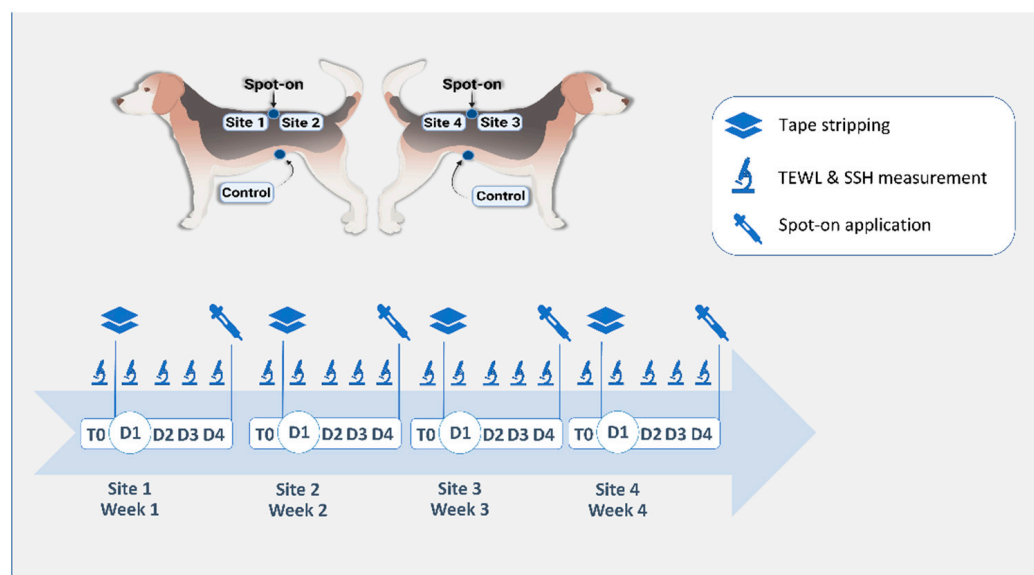 Spot-on
Site 1
Site 2
Control
Spot-on
Site 4
Site 3
Control
Tape stripping
TEWL & SSH measurement
Spot-on application
T0 D1 D2 D3 D4
T0 D1 D2 D3 D4
T0 D1 D2 D3 D4
T0 D1 D2 D3 D4
Site 1
Week 1
Site 2
Week 2
Site 3
Week 3
Site 4
Week 4